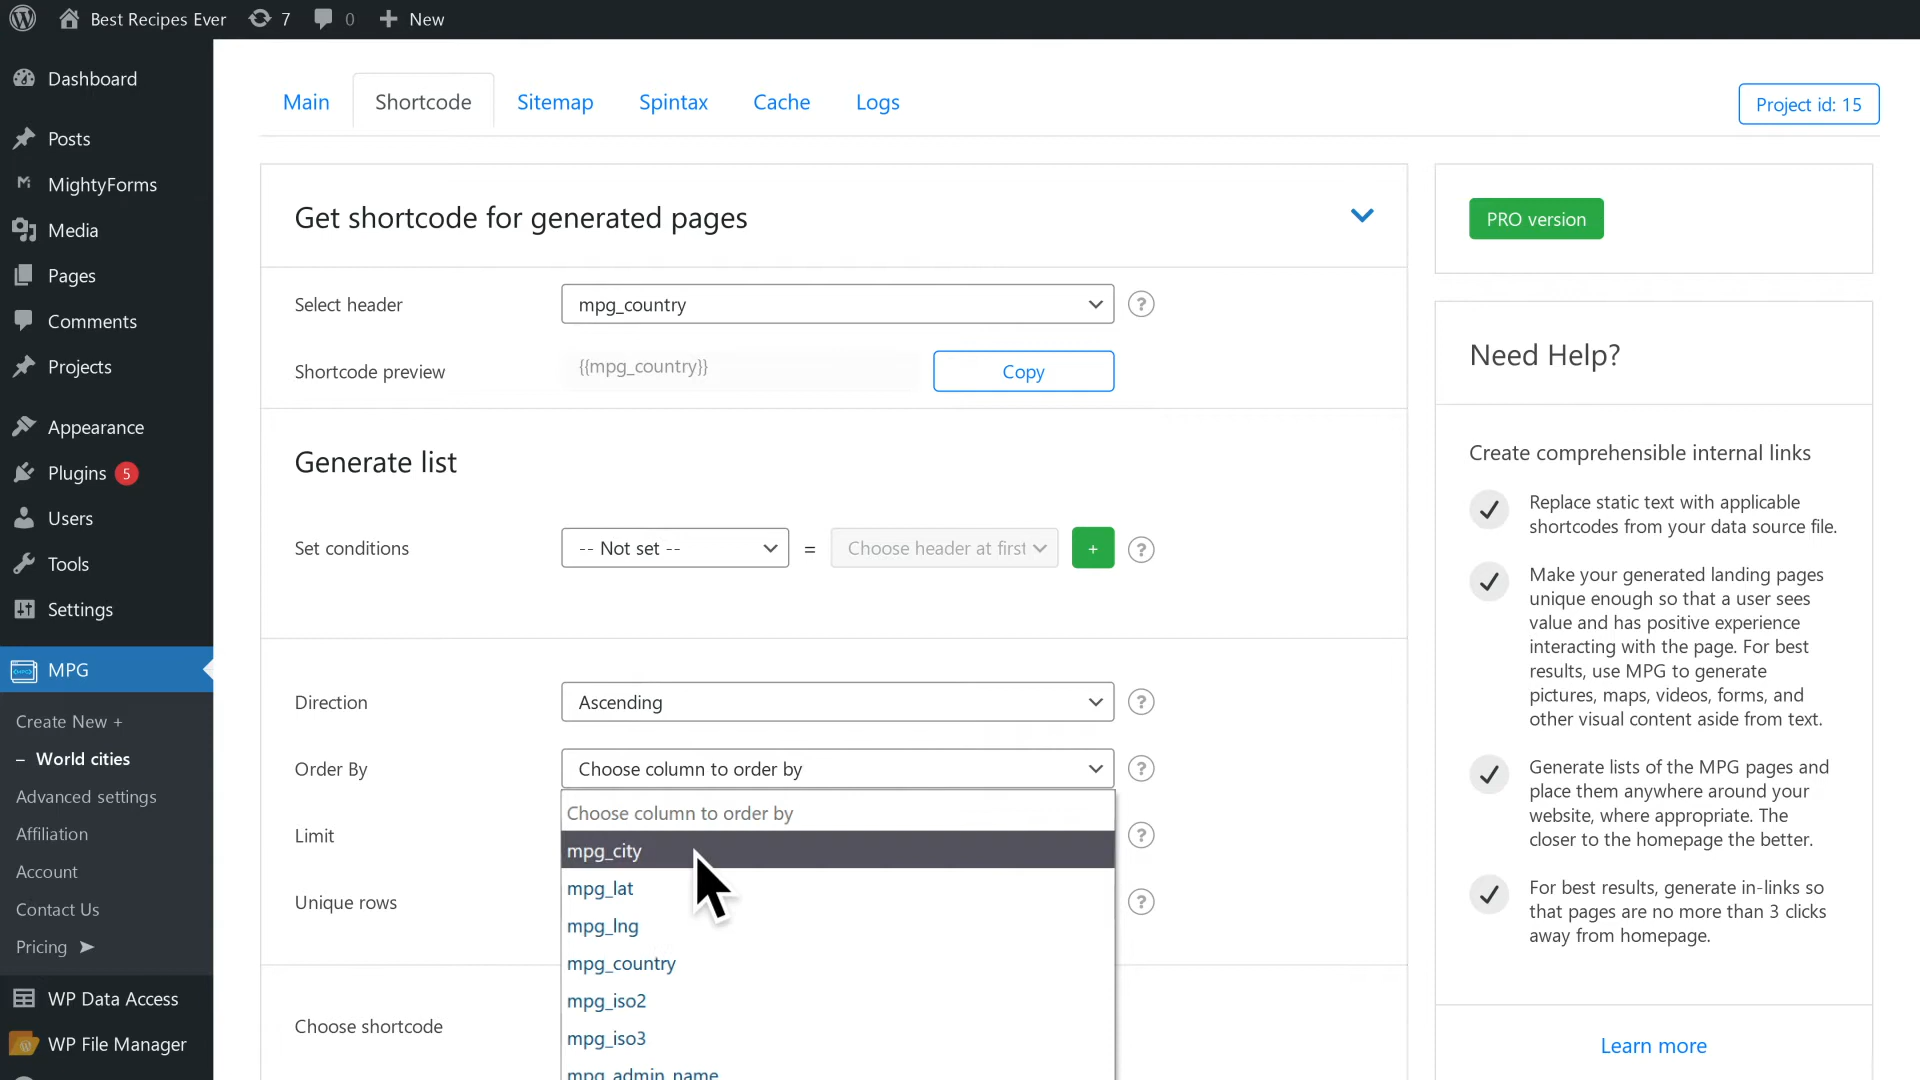 Best Recipes Ever
7
0
New
Dashboard
Posts
MightyForms
Media
Pages
Comments
Projects
Appearance
Plugins 5
Users
Tools
Settings
MPG
Create New +
– World cities
Advanced settings
Affiliation
Account
Contact Us
Pricing ➤
WP Data Access
WP File Manager
Main
Shortcode
Sitemap
Spintax
Cache
Logs
Project id: 15
Get shortcode for generated pages
Select header
mpg_country
?
Shortcode preview
{{mpg_country}}
Copy
Generate list
Set conditions
-- Not set --
=
Choose header at first
+
?
Direction
Ascending
?
Order By
Choose column to order by
?
Choose column to order by
Limit
?
mpg_city
mpg_lat
Unique rows
?
mpg_lng
mpg_country
mpg_iso2
Choose shortcode
mpg_iso3
mpg_admin_name
PRO version
Need Help?
Create comprehensible internal links
Replace static text with applicable
shortcodes from your data source file.
Make your generated landing pages
unique enough so that a user sees
value and has positive experience
interacting with the page. For best
results, use MPG to generate
pictures, maps, videos, forms, and
other visual content aside from text.
Generate lists of the MPG pages and
place them anywhere around your
website, where appropriate. The
closer to the homepage the better.
For best results, generate in-links so
that pages are no more than 3 clicks
away from homepage.
Learn more